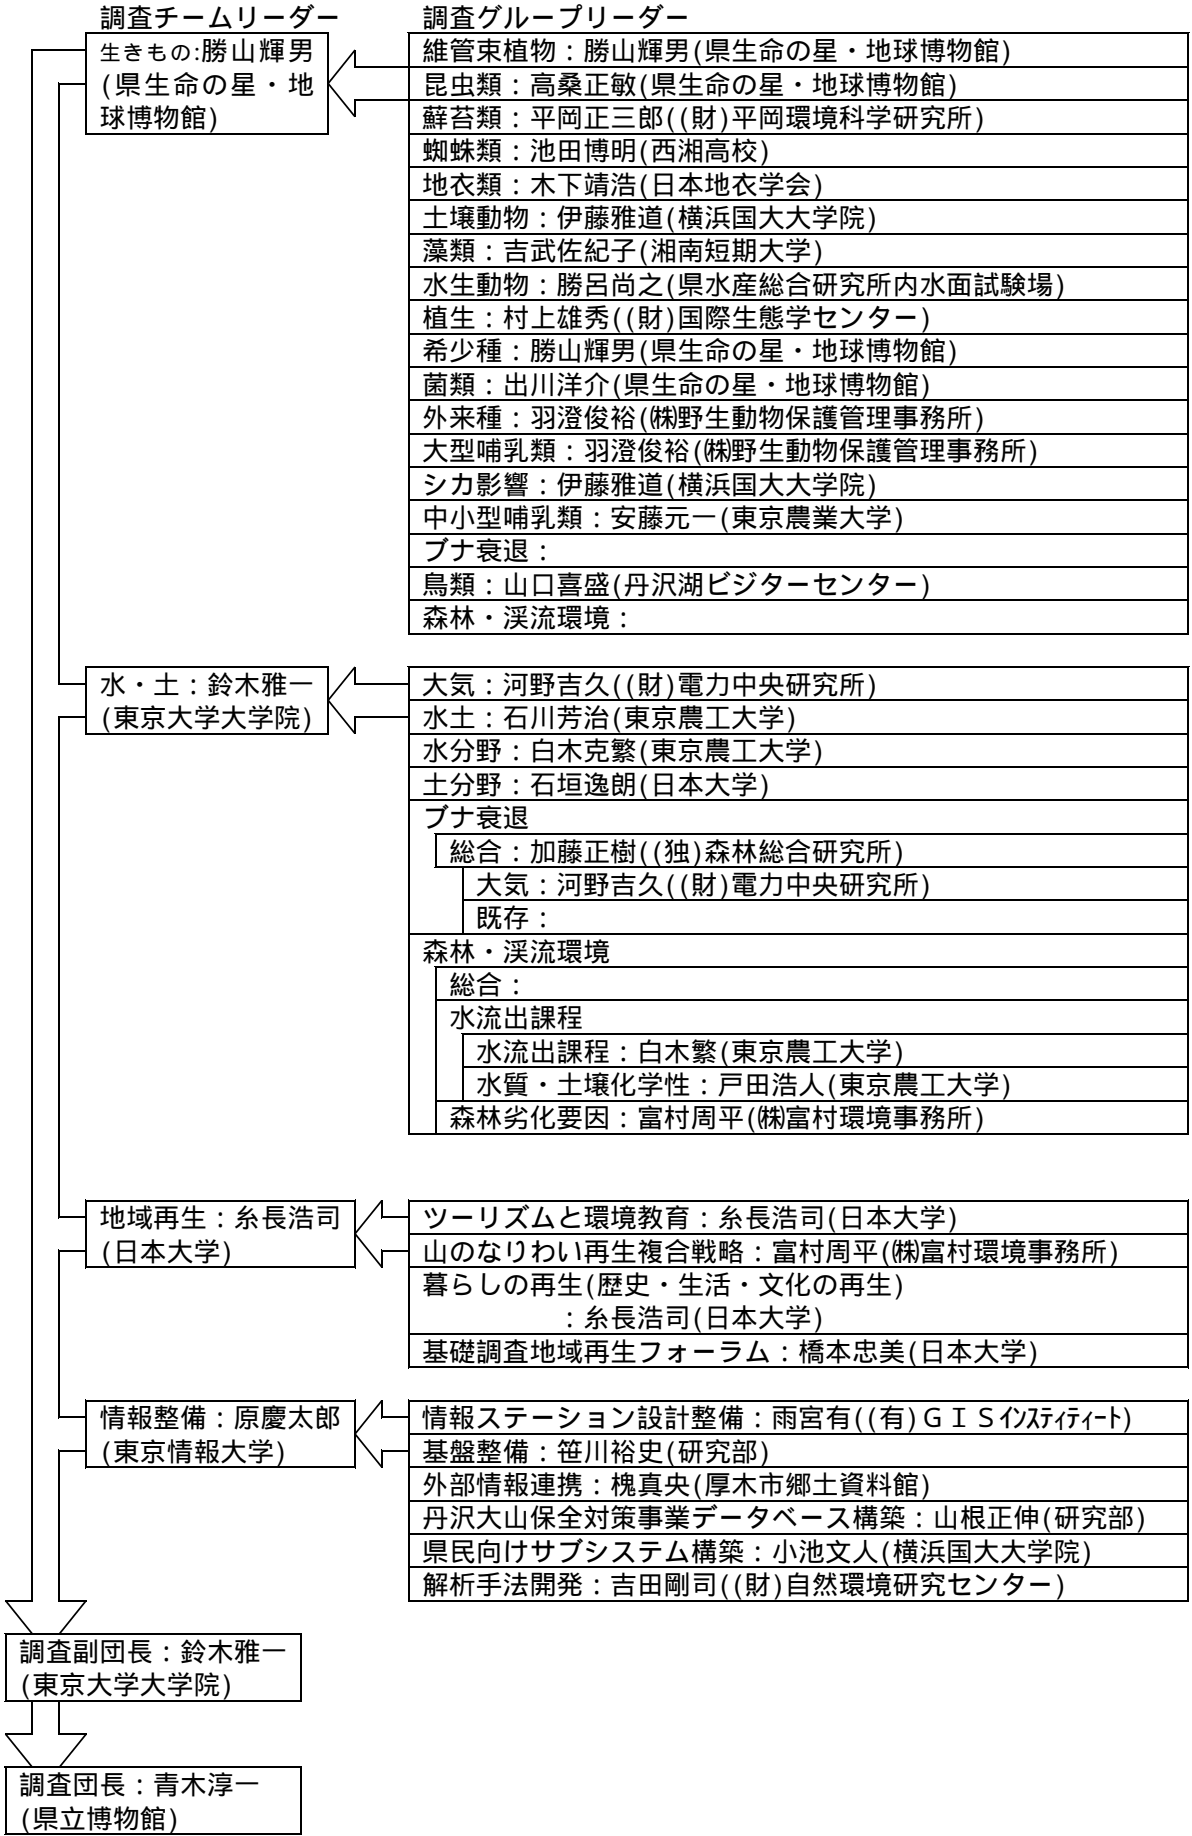 調査チームリーダー
調査グループリーダー
生きもの:勝山輝男
(県生命の星・地
球博物館)
維管束植物：勝山輝男(県生命の星・地球博物館)
昆虫類：高桑正敏(県生命の星・地球博物館)
蘚苔類：平岡正三郎((財)平岡環境科学研究所)
蜘蛛類：池田博明(西湘高校)
地衣類：木下靖浩(日本地衣学会)
土壌動物：伊藤雅道(横浜国大大学院)
藻類：吉武佐紀子(湘南短期大学)
水生動物：勝呂尚之(県水産総合研究所内水面試験場)
植生：村上雄秀((財)国際生態学センター)
希少種：勝山輝男(県生命の星・地球博物館)
菌類：出川洋介(県生命の星・地球博物館)
外来種：羽澄俊裕(㈱野生動物保護管理事務所)
大型哺乳類：羽澄俊裕(㈱野生動物保護管理事務所)
シカ影響：伊藤雅道(横浜国大大学院)
中小型哺乳類：安藤元一(東京農業大学)
ブナ衰退：
鳥類：山口喜盛(丹沢湖ビジターセンター)
森林・渓流環境：
水・土：鈴木雅一
(東京大学大学院)
大気：河野吉久((財)電力中央研究所)
水土：石川芳治(東京農工大学)
水分野：白木克繁(東京農工大学)
土分野：石垣逸朗(日本大学)
ブナ衰退
総合：加藤正樹((独)森林総合研究所)
大気：河野吉久((財)電力中央研究所)
既存：
森林・渓流環境
総合：
水流出課程
水流出課程：白木繁(東京農工大学)
水質・土壌化学性：戸田浩人(東京農工大学)
森林劣化要因：富村周平(㈱富村環境事務所)
地域再生：糸長浩司
(日本大学)
ツーリズムと環境教育：糸長浩司(日本大学)
山のなりわい再生複合戦略：富村周平(㈱富村環境事務所)
暮らしの再生(歴史・生活・文化の再生)
：糸長浩司(日本大学)
基礎調査地域再生フォーラム：橋本忠美(日本大学)
情報整備：原慶太郎
(東京情報大学)
情報ステーション設計整備：雨宮有((有)ＧＩＳｲﾝｽﾃｨﾃｨｰﾄ)
基盤整備：笹川裕史(研究部)
外部情報連携：槐真央(厚木市郷土資料館)
丹沢大山保全対策事業データベース構築：山根正伸(研究部)
県民向けサブシステム構築：小池文人(横浜国大大学院)
解析手法開発：吉田剛司((財)自然環境研究センター)
調査副団長：鈴木雅一
(東京大学大学院)
調査団長：青木淳一
(県立博物館)